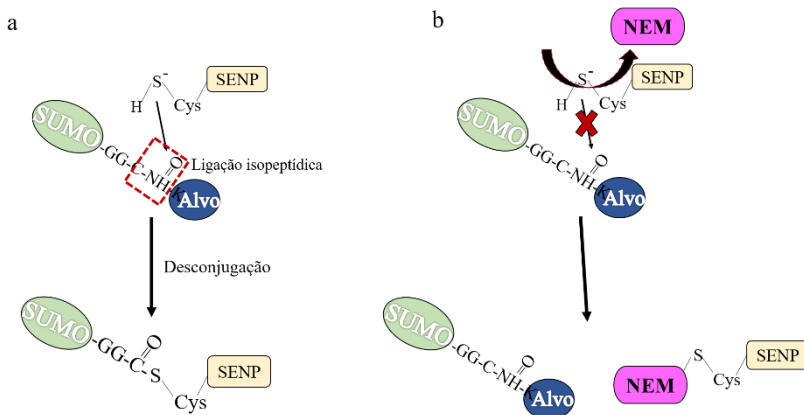 a
SENP
S-
H
Cys
SUMO
-GG-C-NH-K
O
Ligação isopeptídica
Alvo
Desconjugação
SUMO
-GG-C-S
O
Cys
SENP
b
NEM
S-
H
Cys
SENP
SUMO
-GG-C-NH-K
O
Alvo
SUMO
-GG-C-NH-K
O
Alvo
NEM
S
Cys
SENP